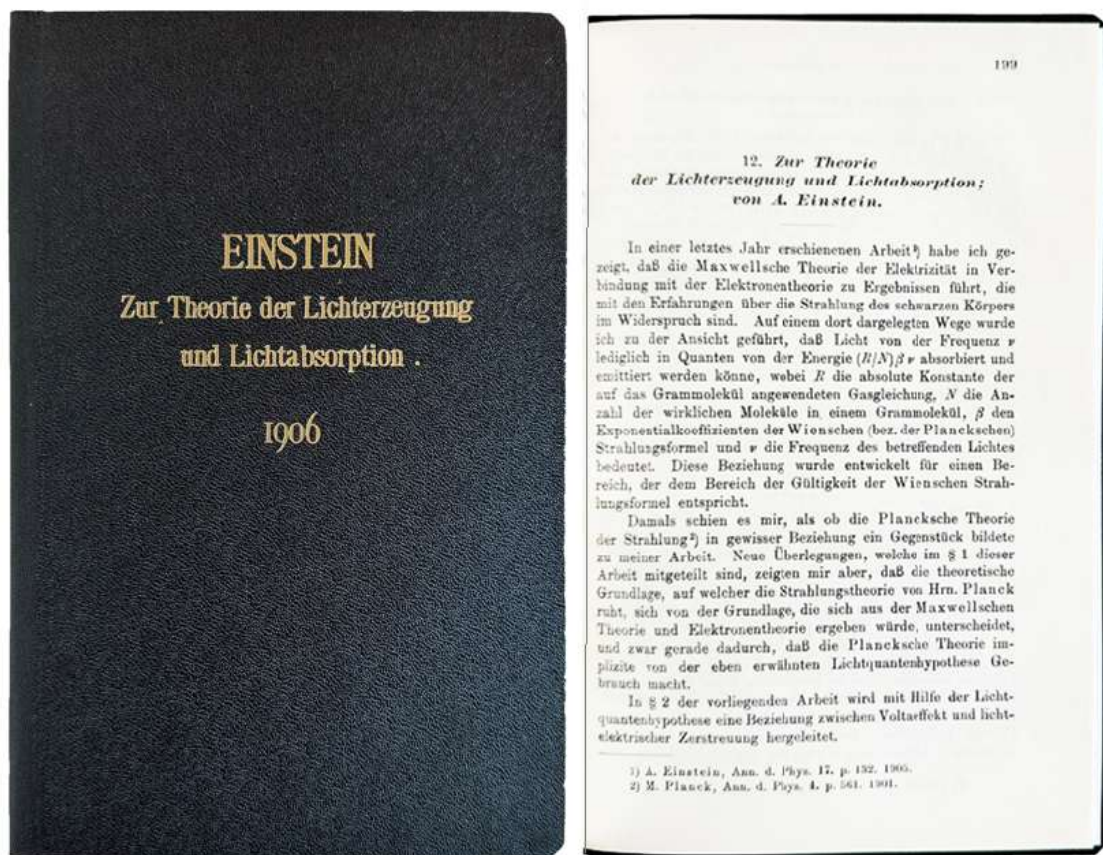 EINSTEIN
Zur Theorie der Lichterzeugung
und Lichtabsorption .
1906
199
12. Zur Theorie
der Lichterzeugung und Lichtabsorption;
von A. Einstein.
In einer letztes Jahr erschienenen Arbeit¹) habe ich ge-
zeigt, daß die Maxwellsche Theorie der Elektrizität in Ver-
bindung mit der Elektronentheorie zu Ergebnissen führt, die
mit den Erfahrungen über die Strahlung des schwarzen Körpers
im Widerspruch sind. Auf einem dort dargelegten Wege wurde
ich zu der Ansicht geführt, daß Licht von der Frequenz ν
lediglich in Quanten von der Energie (R/N)βν absorbiert und
emittiert werden könne, wobei R die absolute Konstante der
auf das Grammolekül angewendeten Gasgleichung, N die An-
zahl der wirklichen Moleküle in einem Grammolekül, β den
Exponentialkoeffizienten der Wienschen (bez. der Planckschen)
Strahlungsformel und ν die Frequenz des betreffenden Lichtes
bedeutet. Diese Beziehung wurde entwickelt für einen Be-
reich, der dem Bereich der Gültigkeit der Wienschen Strah-
lungsformel entspricht.
Damals schien es mir, als ob die Plancksche Theorie
der Strahlung²) in gewisser Beziehung ein Gegenstück bildete
zu meiner Arbeit. Neue Überlegungen, welche im § 1 dieser
Arbeit mitgeteilt sind, zeigten mir aber, daß die theoretische
Grundlage, auf welcher die Strahlungstheorie von Hrn. Planck
ruht, sich von der Grundlage, die sich aus der Maxwellschen
Theorie und Elektronentheorie ergeben würde, unterscheidet,
und zwar gerade dadurch, daß die Plancksche Theorie im-
plizite von der eben erwähnten Lichtquantenhypothese Ge-
brauch macht.
In § 2 der vorliegenden Arbeit wird mit Hilfe der Licht-
quantenhypothese eine Beziehung zwischen Voltaeffekt und licht-
elektrischer Zerstreuung hergeleitet.
1) A. Einstein, Ann. d. Phys. 17. p. 132. 1905.
2) M. Planck, Ann. d. Phys. 4. p. 561. 1901.